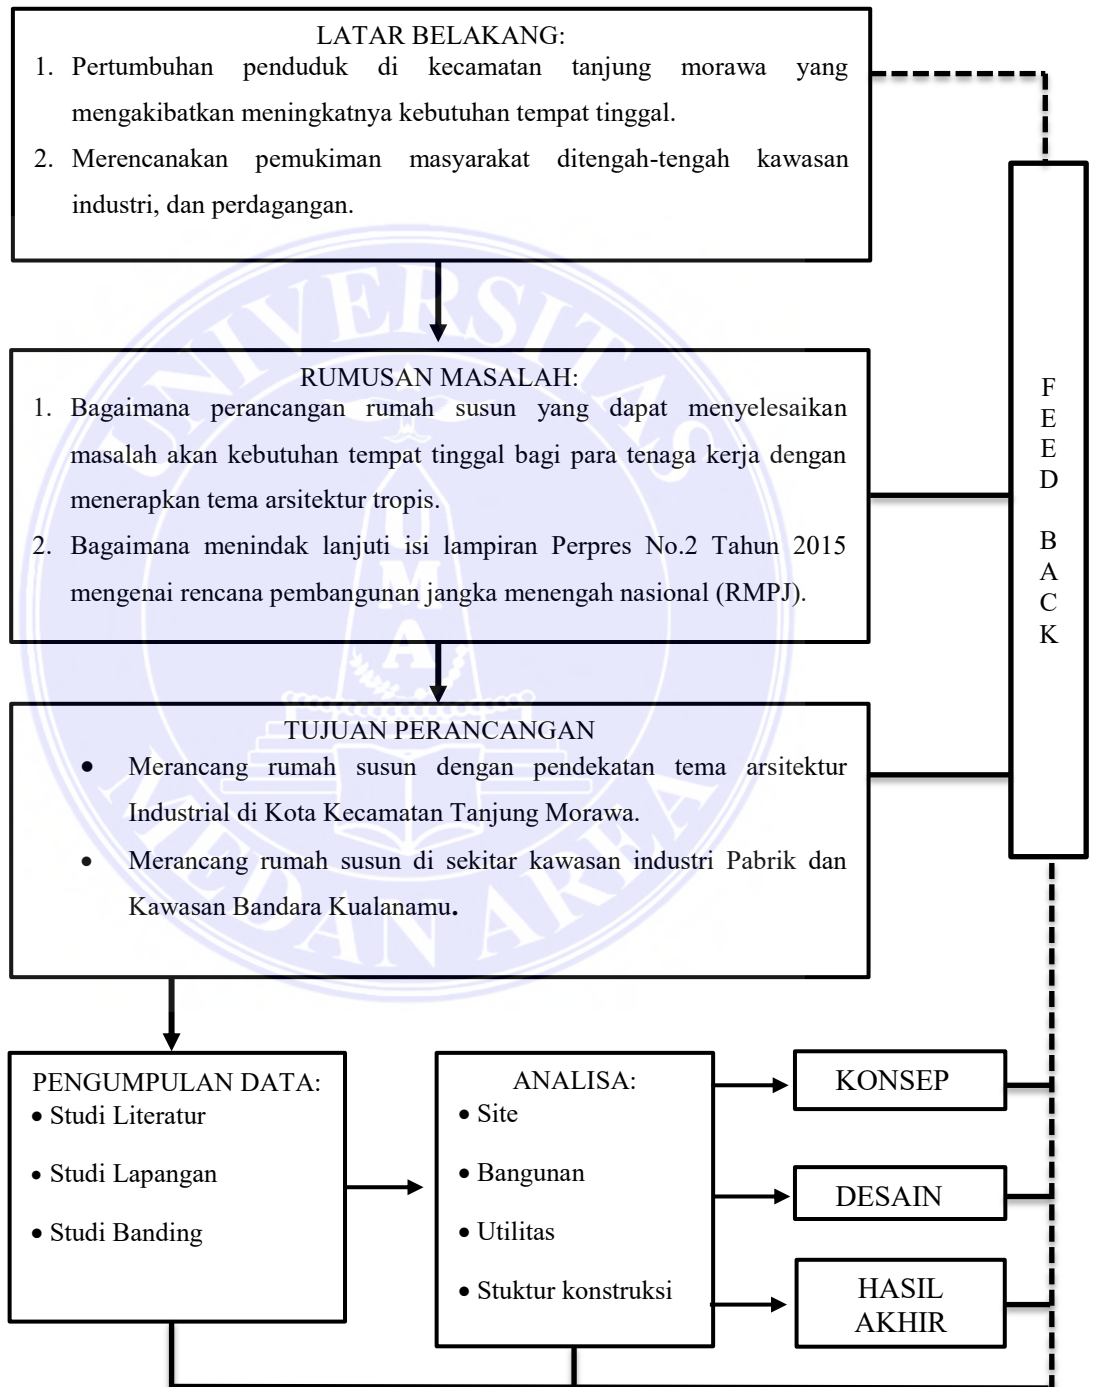 LATAR BELAKANG:
1. Pertumbuhan penduduk di kecamatan tanjung morawa yang
mengakibatkan meningkatnya kebutuhan tempat tinggal.
2. Merencanakan pemukiman masyarakat ditengah-tengah kawasan
industri, dan perdagangan.
RUMUSAN MASALAH:
1. Bagaimana perancangan rumah susun yang dapat menyelesaikan
masalah akan kebutuhan tempat tinggal bagi para tenaga kerja dengan
menerapkan tema arsitektur tropis.
2. Bagaimana menindak lanjuti isi lampiran Perpres No.2 Tahun 2015
mengenai rencana pembangunan jangka menengah nasional (RMPJ).
TUJUAN PERANCANGAN
• Merancang rumah susun dengan pendekatan tema arsitektur
Industrial di Kota Kecamatan Tanjung Morawa.
• Merancang rumah susun di sekitar kawasan industri Pabrik dan
Kawasan Bandara Kualanamu.
PENGUMPULAN DATA:
• Studi Literatur
• Studi Lapangan
• Studi Banding
ANALISA:
• Site
• Bangunan
• Utilitas
• Stuktur konstruksi
KONSEP
DESAIN
HASIL
AKHIR
F
E
E
D
B
A
C
K
UNIVERSITAS
MEDAN AREA
U
M
A